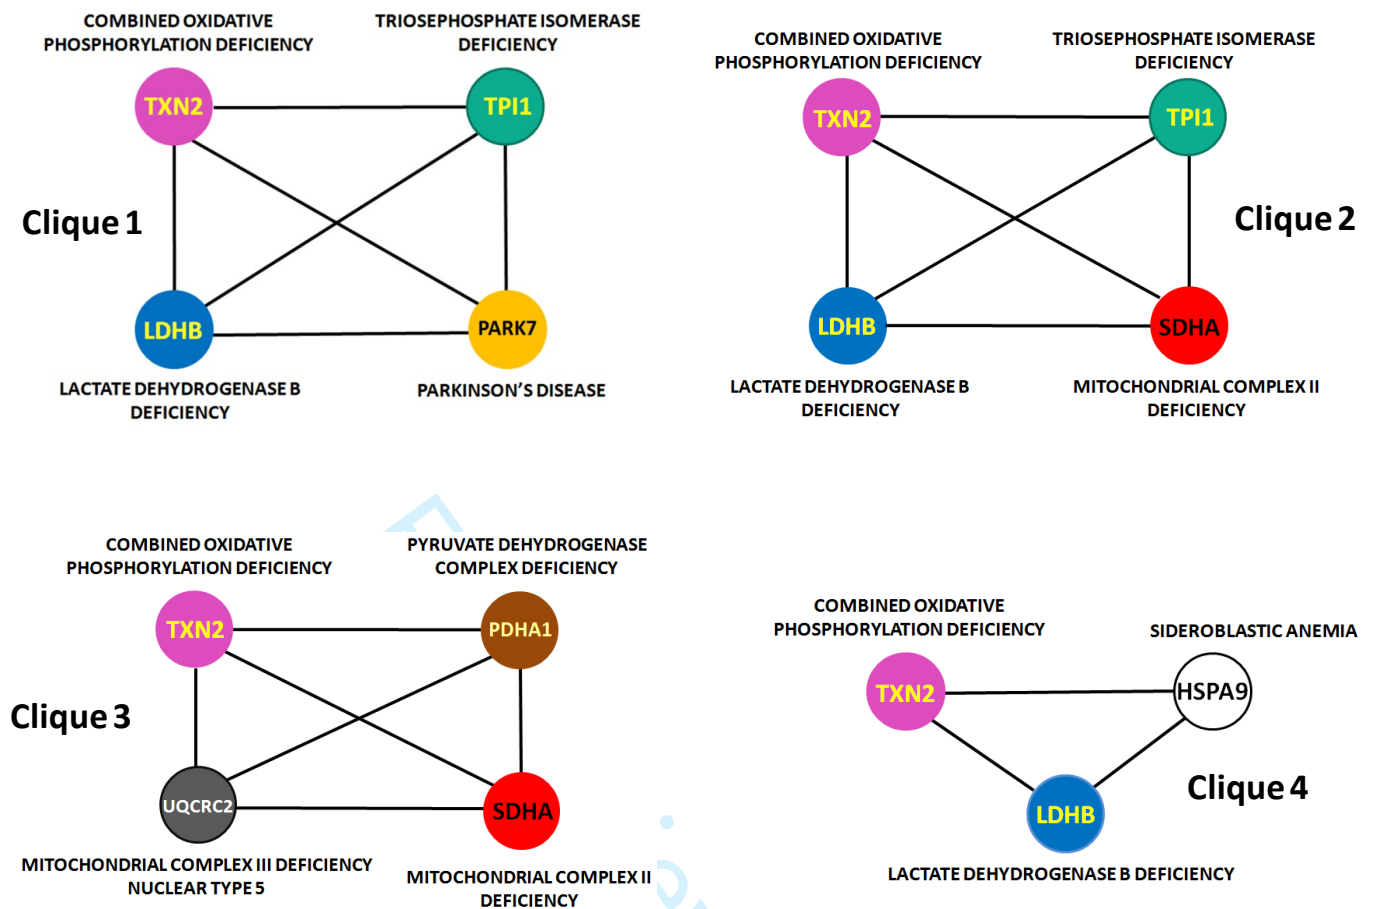 COMBINED OXIDATIVE
PHOSPHORYLATION DEFICIENCY
TRIOSEPHOSPHATE ISOMERASE
DEFICIENCY
TXN2
TPI1
Clique 1
LDHB
PARK7
LACTATE DEHYDROGENASE B
DEFICIENCY
PARKINSON'S DISEASE
COMBINED OXIDATIVE
PHOSPHORYLATION DEFICIENCY
TRIOSEPHOSPHATE ISOMERASE
DEFICIENCY
TXN2
TPI1
Clique 2
LDHB
SDHA
LACTATE DEHYDROGENASE B
DEFICIENCY
MITOCHONDRIAL COMPLEX II
DEFICIENCY
COMBINED OXIDATIVE
PHOSPHORYLATION DEFICIENCY
PYRUVATE DEHYDROGENASE
COMPLEX DEFICIENCY
TXN2
PDHA1
Clique 3
UQCRC2
SDHA
MITOCHONDRIAL COMPLEX III DEFICIENCY
NUCLEAR TYPE 5
MITOCHONDRIAL COMPLEX II
DEFICIENCY
COMBINED OXIDATIVE
PHOSPHORYLATION DEFICIENCY
SIDEROBLASTIC ANEMIA
TXN2
HSPA9
Clique 4
LDHB
LACTATE DEHYDROGENASE B DEFICIENCY